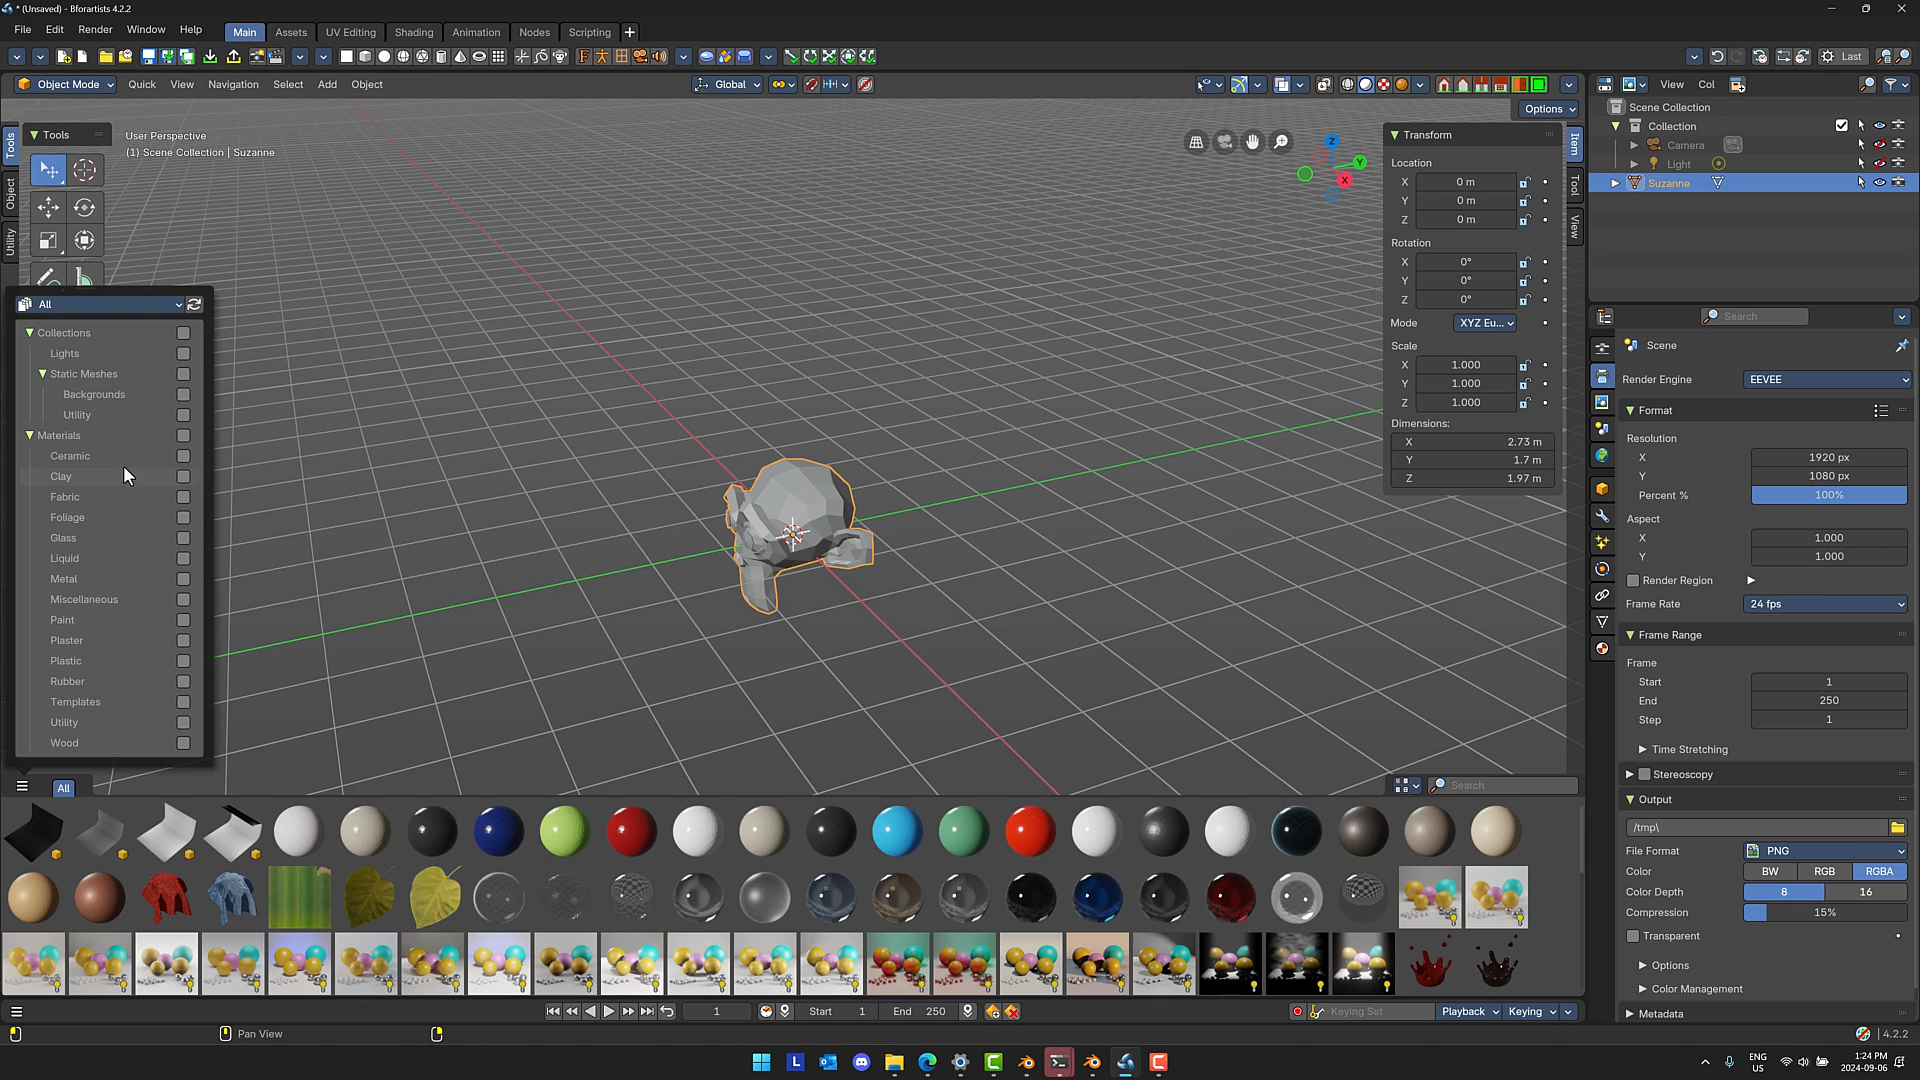 * (Unsaved) - Bforartists 4.2.2
File Edit Render Window Help
Main Assets UV Editing Shading Animation Nodes Scripting
Last
Object Mode Quick View Navigation Select Add Object
Global
View Col
Options
Tools
Object
Utility
Tools
User Perspective
(1) Scene Collection | Suzanne
Z
Y
X
Item
Tool
View
Transform
Location
X 0 m
Y 0 m
Z 0 m
Rotation
X 0°
Y 0°
Z 0°
Mode XYZ Eu...
Scale
X 1.000
Y 1.000
Z 1.000
Dimensions:
X 2.73 m
Y 1.7 m
Z 1.97 m
Scene Collection
Collection
Camera
Light
Suzanne
All
Collections
Lights
Static Meshes
Backgrounds
Utility
Materials
Ceramic
Clay
Fabric
Foliage
Glass
Liquid
Metal
Miscellaneous
Paint
Plaster
Plastic
Rubber
Templates
Utility
Wood
All
Search
Search
Scene
Render Engine EEVEE
Format
Resolution
X 1920 px
Y 1080 px
Percent % 100%
Aspect
X 1.000
Y 1.000
Render Region
Frame Rate 24 fps
Frame Range
Frame
Start 1
End 250
Step 1
Time Stretching
Stereoscopy
Output
/tmp\
File Format PNG
Color BW RGB RGBA
Color Depth 8 16
Compression 15%
Transparent
Options
Color Management
Metadata
1 Start 1 End 250 Keying Set Playback Keying
Pan View
4.2.2
L
ENG
US
1:24 PM
2024-09-06